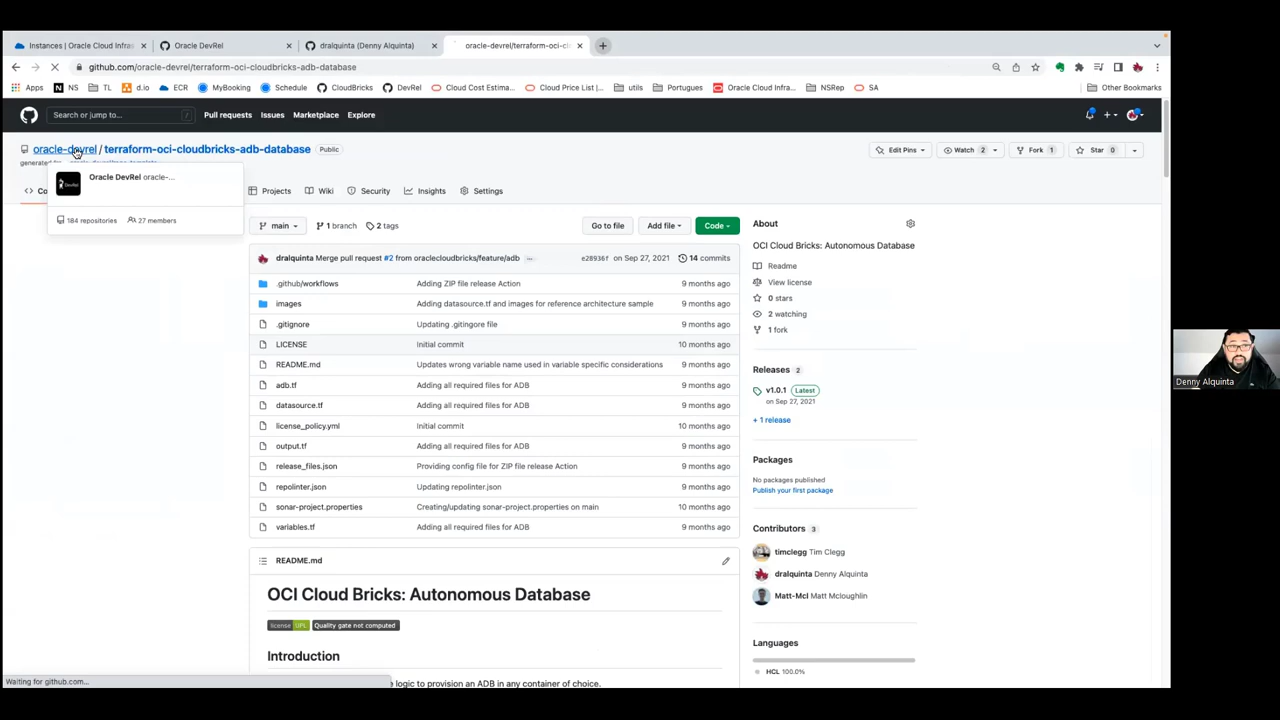 Instances | Oracle Cloud Infras
Oracle DevRel
dralquinta (Denny Alquinta)
oracle-devrel/terraform-oci-cl
github.com/oracle-devrel/terraform-oci-cloudbricks-adb-database
Apps NS TL d.io ECR MyBooking Schedule CloudBricks DevRel Cloud Cost Estima... Cloud Price List |... utils Portugues Oracle Cloud Infra... NSRep SA Other Bookmarks
Search or jump to... / Pull requests Issues Marketplace Explore
oracle-devrel / terraform-oci-cloudbricks-adb-database Public
Edit Pins Watch 2 Fork 1 Star 0
Oracle DevRel oracle-...
184 repositories 27 members
Co Projects Wiki Security Insights Settings
main 1 branch 2 tags Go to file Add file Code
dralquinta Merge pull request #2 from oraclecloudbricks/feature/adb ... e28936f on Sep 27, 2021 14 commits
.github/workflows Adding ZIP file release Action 9 months ago
images Adding datasource.tf and images for reference architecture sample 9 months ago
.gitignore Updating .gitingore file 9 months ago
LICENSE Initial commit 10 months ago
README.md Updates wrong variable name used in variable specific considerations 9 months ago
adb.tf Adding all required files for ADB 9 months ago
datasource.tf Adding all required files for ADB 9 months ago
license_policy.yml Initial commit 10 months ago
output.tf Adding all required files for ADB 9 months ago
release_files.json Providing config file for ZIP file release Action 9 months ago
repolinter.json Updating repolinter.json 9 months ago
sonar-project.properties Creating/updating sonar-project.properties on main 10 months ago
variables.tf Adding all required files for ADB 9 months ago
README.md
OCI Cloud Bricks: Autonomous Database
license UPL Quality gate not computed
Introduction
logic to provision an ADB in any container of choice.
About
OCI Cloud Bricks: Autonomous Database
Readme
View license
0 stars
2 watching
1 fork
Releases 2
v1.0.1 Latest
on Sep 27, 2021
+ 1 release
Packages
No packages published
Publish your first package
Contributors 3
timclegg Tim Clegg
dralquinta Denny Alquinta
Matt-Mcl Matt Mcloughlin
Languages
HCL 100.0%
Waiting for github.com...
Denny Alquinta